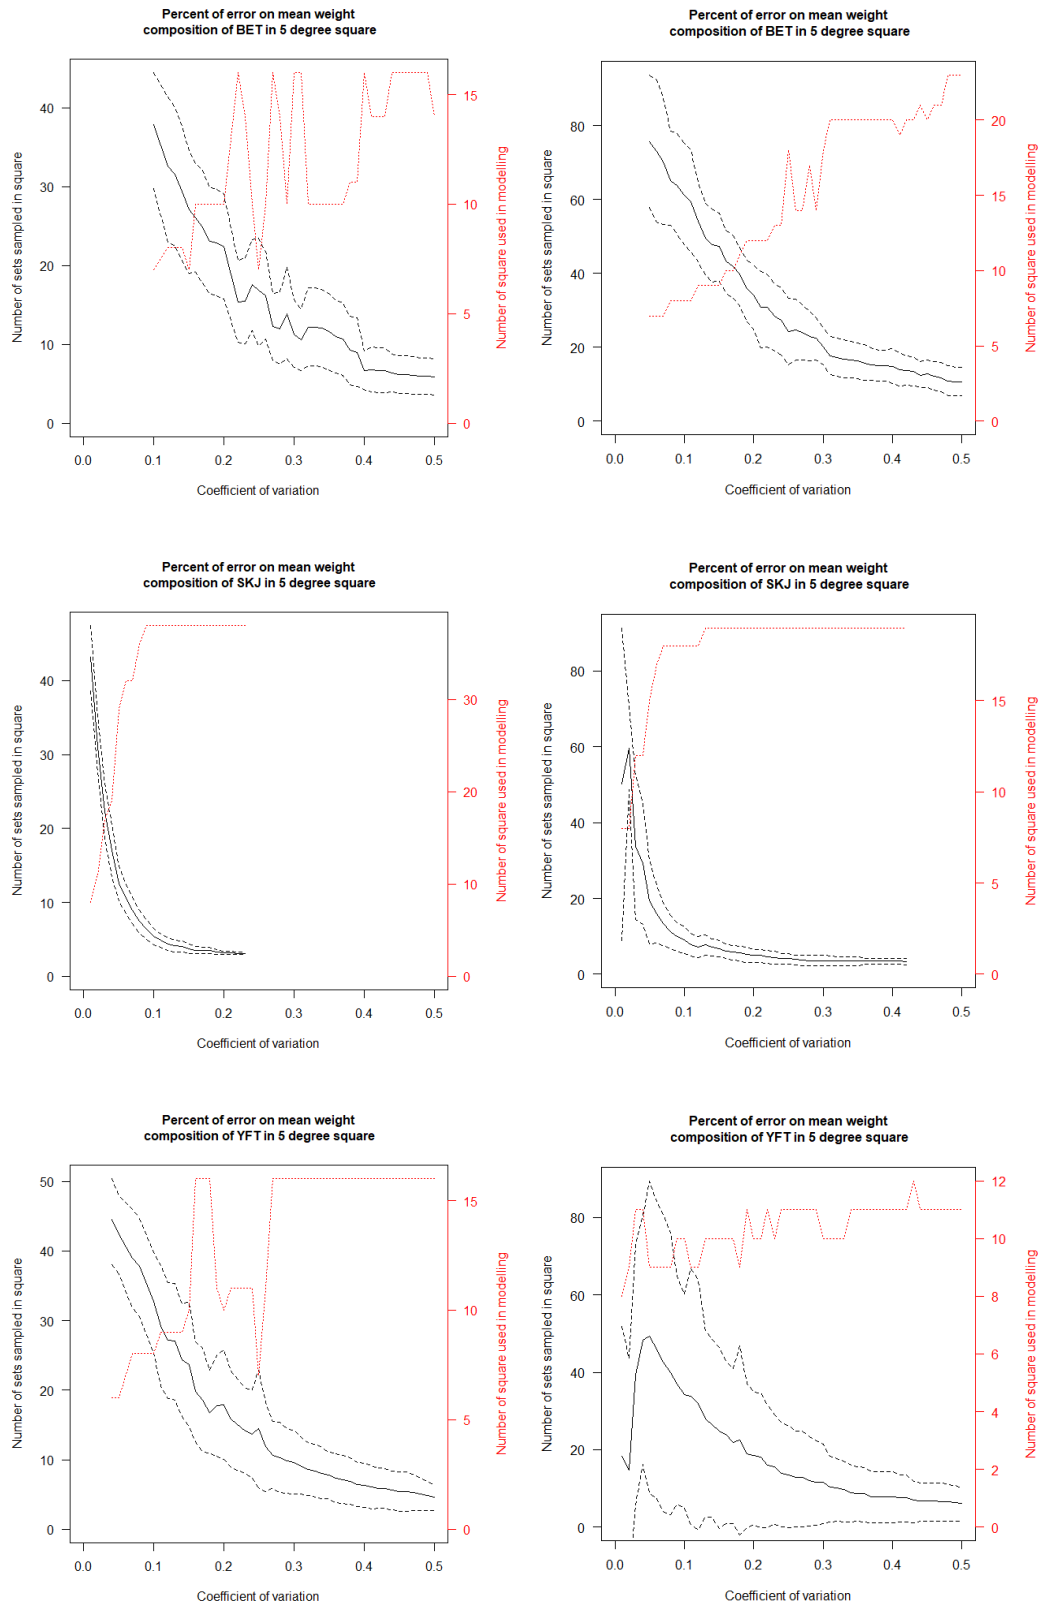 Percent of error on mean weight
composition of BET in 5 degree square
Number of sets sampled in square
0 10 20 30 40
0.0 0.1 0.2 0.3 0.4 0.5
Coefficient of variation
0 5 10 15
Number of square used in modelling
Percent of error on mean weight
composition of BET in 5 degree square
Number of sets sampled in square
0 20 40 60 80
0.0 0.1 0.2 0.3 0.4 0.5
Coefficient of variation
0 5 10 15 20
Number of square used in modelling
Percent of error on mean weight
composition of SKJ in 5 degree square
Number of sets sampled in square
0 10 20 30 40
0.0 0.1 0.2 0.3 0.4 0.5
Coefficient of variation
0 10 20 30
Number of square used in modelling
Percent of error on mean weight
composition of SKJ in 5 degree square
Number of sets sampled in square
0 20 40 60 80
0.0 0.1 0.2 0.3 0.4 0.5
Coefficient of variation
0 5 10 15
Number of square used in modelling
Percent of error on mean weight
composition of YFT in 5 degree square
Number of sets sampled in square
0 10 20 30 40 50
0.0 0.1 0.2 0.3 0.4 0.5
Coefficient of variation
0 5 10 15
Number of square used in modelling
Percent of error on mean weight
composition of YFT in 5 degree square
Number of sets sampled in square
0 20 40 60 80
0.0 0.1 0.2 0.3 0.4 0.5
Coefficient of variation
0 2 4 6 8 10 12
Number of square used in modelling